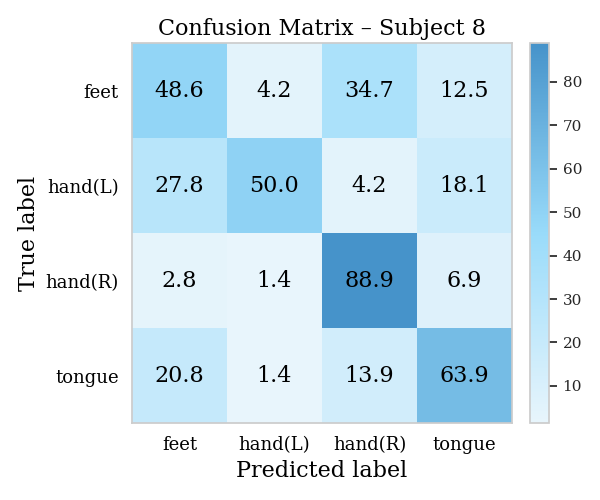 Confusion Matrix – Subject 8
feet 48.6 4.2 34.7 12.5
hand(L) 27.8 50.0 4.2 18.1
hand(R) 2.8 1.4 88.9 6.9
tongue 20.8 1.4 13.9 63.9
feet hand(L) hand(R) tongue
Predicted label
True label
80
70
60
50
40
30
20
10